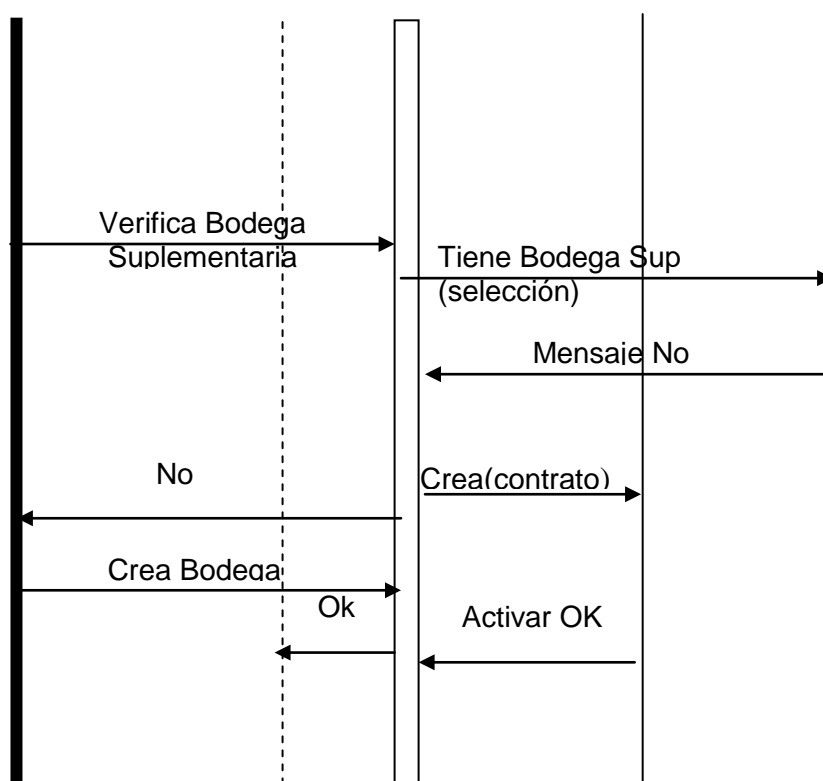 Verifica Bodega
Suplementaria
Tiene Bodega Sup
(selección)
Mensaje No
No
Crea(contrato)
Crea Bodega
Ok
Activar OK